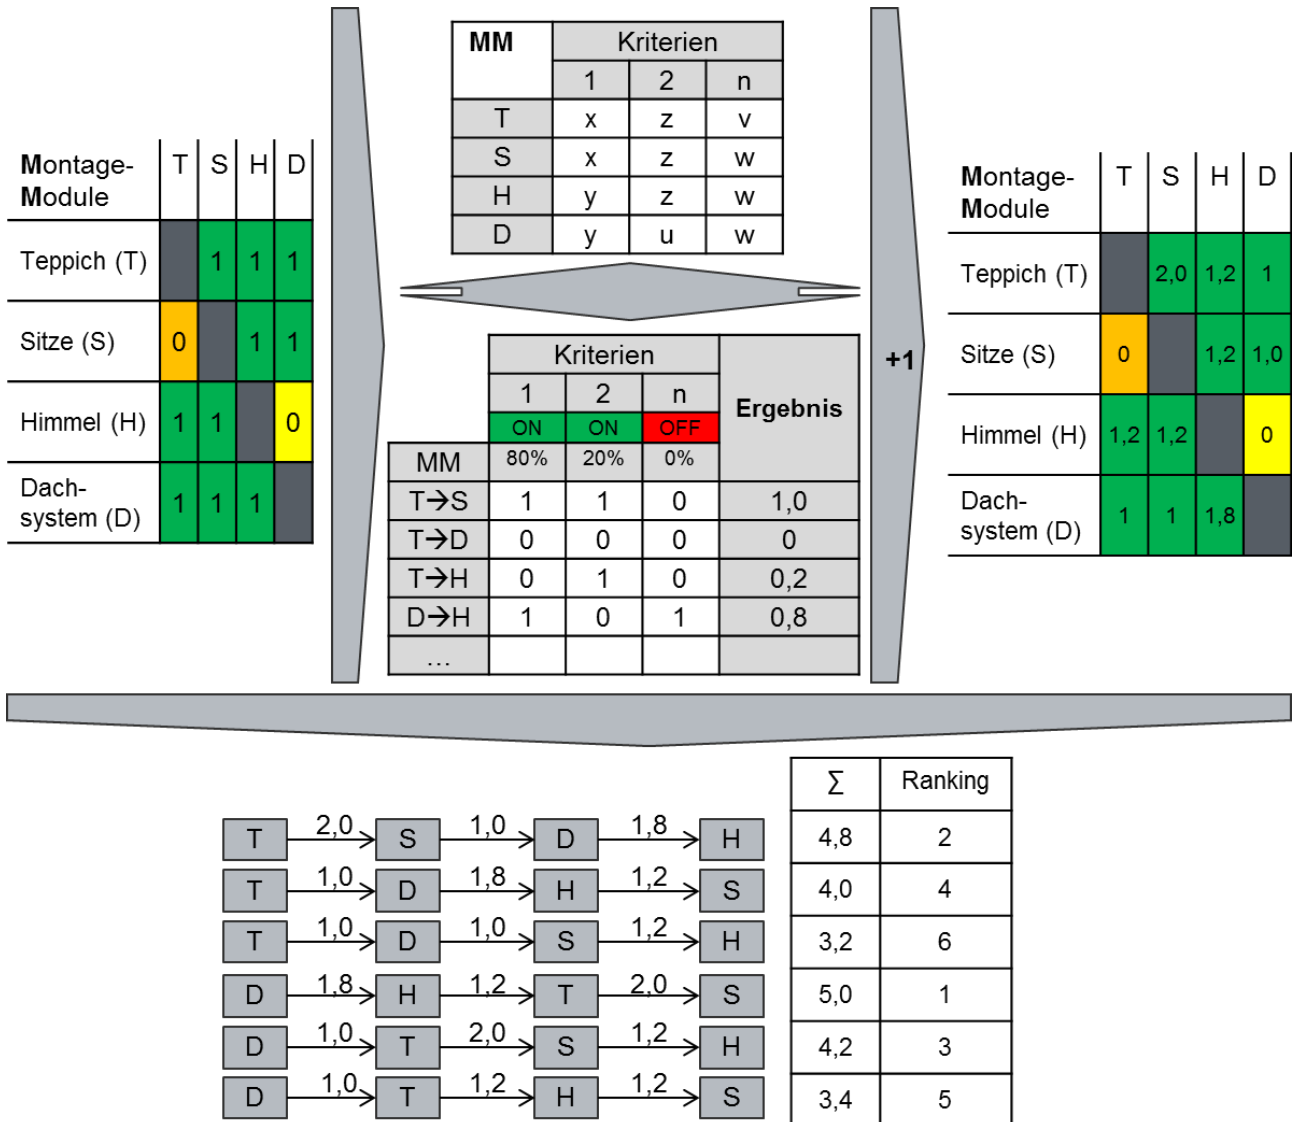 Montage-
Module
T S H D
Teppich (T) 1 1 1
Sitze (S) 0 1 1
Himmel (H) 1 1 0
Dach-
system (D) 1 1 1
MM Kriterien
1 2 n
T x z v
S x z w
H y z w
D y u w
Kriterien Ergebnis
1 2 n
ON ON OFF
MM 80% 20% 0%
T→S 1 1 0 1,0
T→D 0 0 0 0
T→H 0 1 0 0,2
D→H 1 0 1 0,8
...
+1
Montage-
Module
T S H D
Teppich (T) 2,0 1,2 1
Sitze (S) 0 1,2 1,0
Himmel (H) 1,2 1,2 0
Dach-
system (D) 1 1 1,8
Σ Ranking
T 2,0 S 1,0 D 1,8 H 4,8 2
T 1,0 D 1,8 H 1,2 S 4,0 4
T 1,0 D 1,0 S 1,2 H 3,2 6
D 1,8 H 1,2 T 2,0 S 5,0 1
D 1,0 T 2,0 S 1,2 H 4,2 3
D 1,0 T 1,2 H 1,2 S 3,4 5